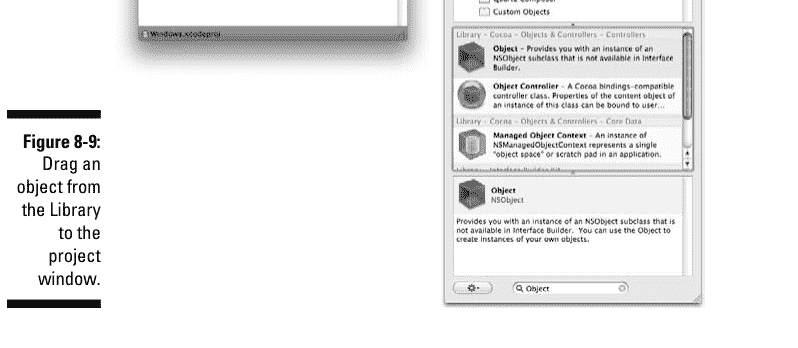 Quartz Composer
Custom Objects
Windows.xcodeproj
Library – Cocoa – Objects & Controllers – Controllers
Object – Provides you with an instance of an
NSObject subclass that is not available in Interface
Builder.
Object Controller – A Cocoa bindings-compatible
controller class. Properties of the content object of
an instance of this class can be bound to user...
Library – Cocoa – Objects & Controllers – Core Data
Managed Object Context – An instance of
NSManagedObjectContext represents a single
"object space" or scratch pad in an application.
Library – Interface Builder Kit
Object
NSObject
Provides you with an instance of an NSObject subclass that is
not available in Interface Builder. You can use the Object to
create instances of your own objects.
Object
Figure 8-9:
Drag an
object from
the Library
to the
project
window.